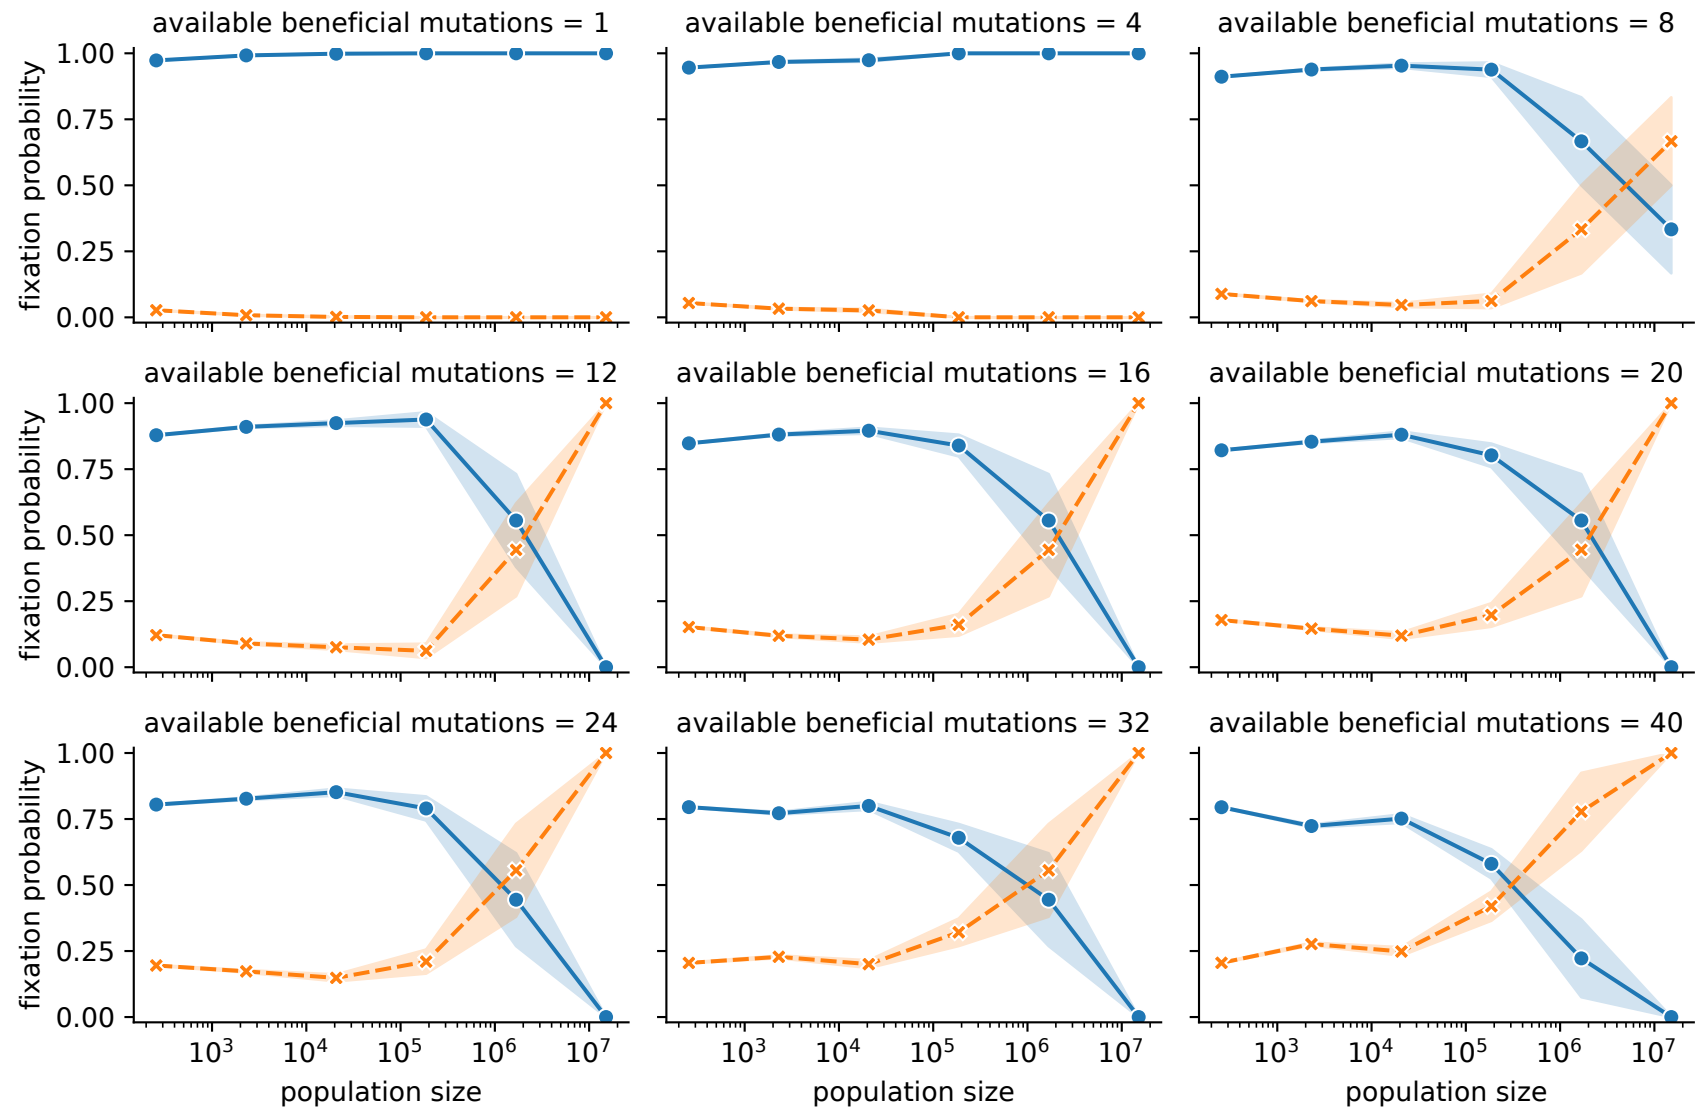 available beneficial mutations = 1
available beneficial mutations = 4
available beneficial mutations = 8
fixation probability
1.00
0.75
0.50
0.25
0.00
available beneficial mutations = 12
available beneficial mutations = 16
available beneficial mutations = 20
fixation probability
1.00
0.75
0.50
0.25
0.00
available beneficial mutations = 24
available beneficial mutations = 32
available beneficial mutations = 40
fixation probability
1.00
0.75
0.50
0.25
0.00
10³ 10⁴ 10⁵ 10⁶ 10⁷
10³ 10⁴ 10⁵ 10⁶ 10⁷
10³ 10⁴ 10⁵ 10⁶ 10⁷
population size
population size
population size